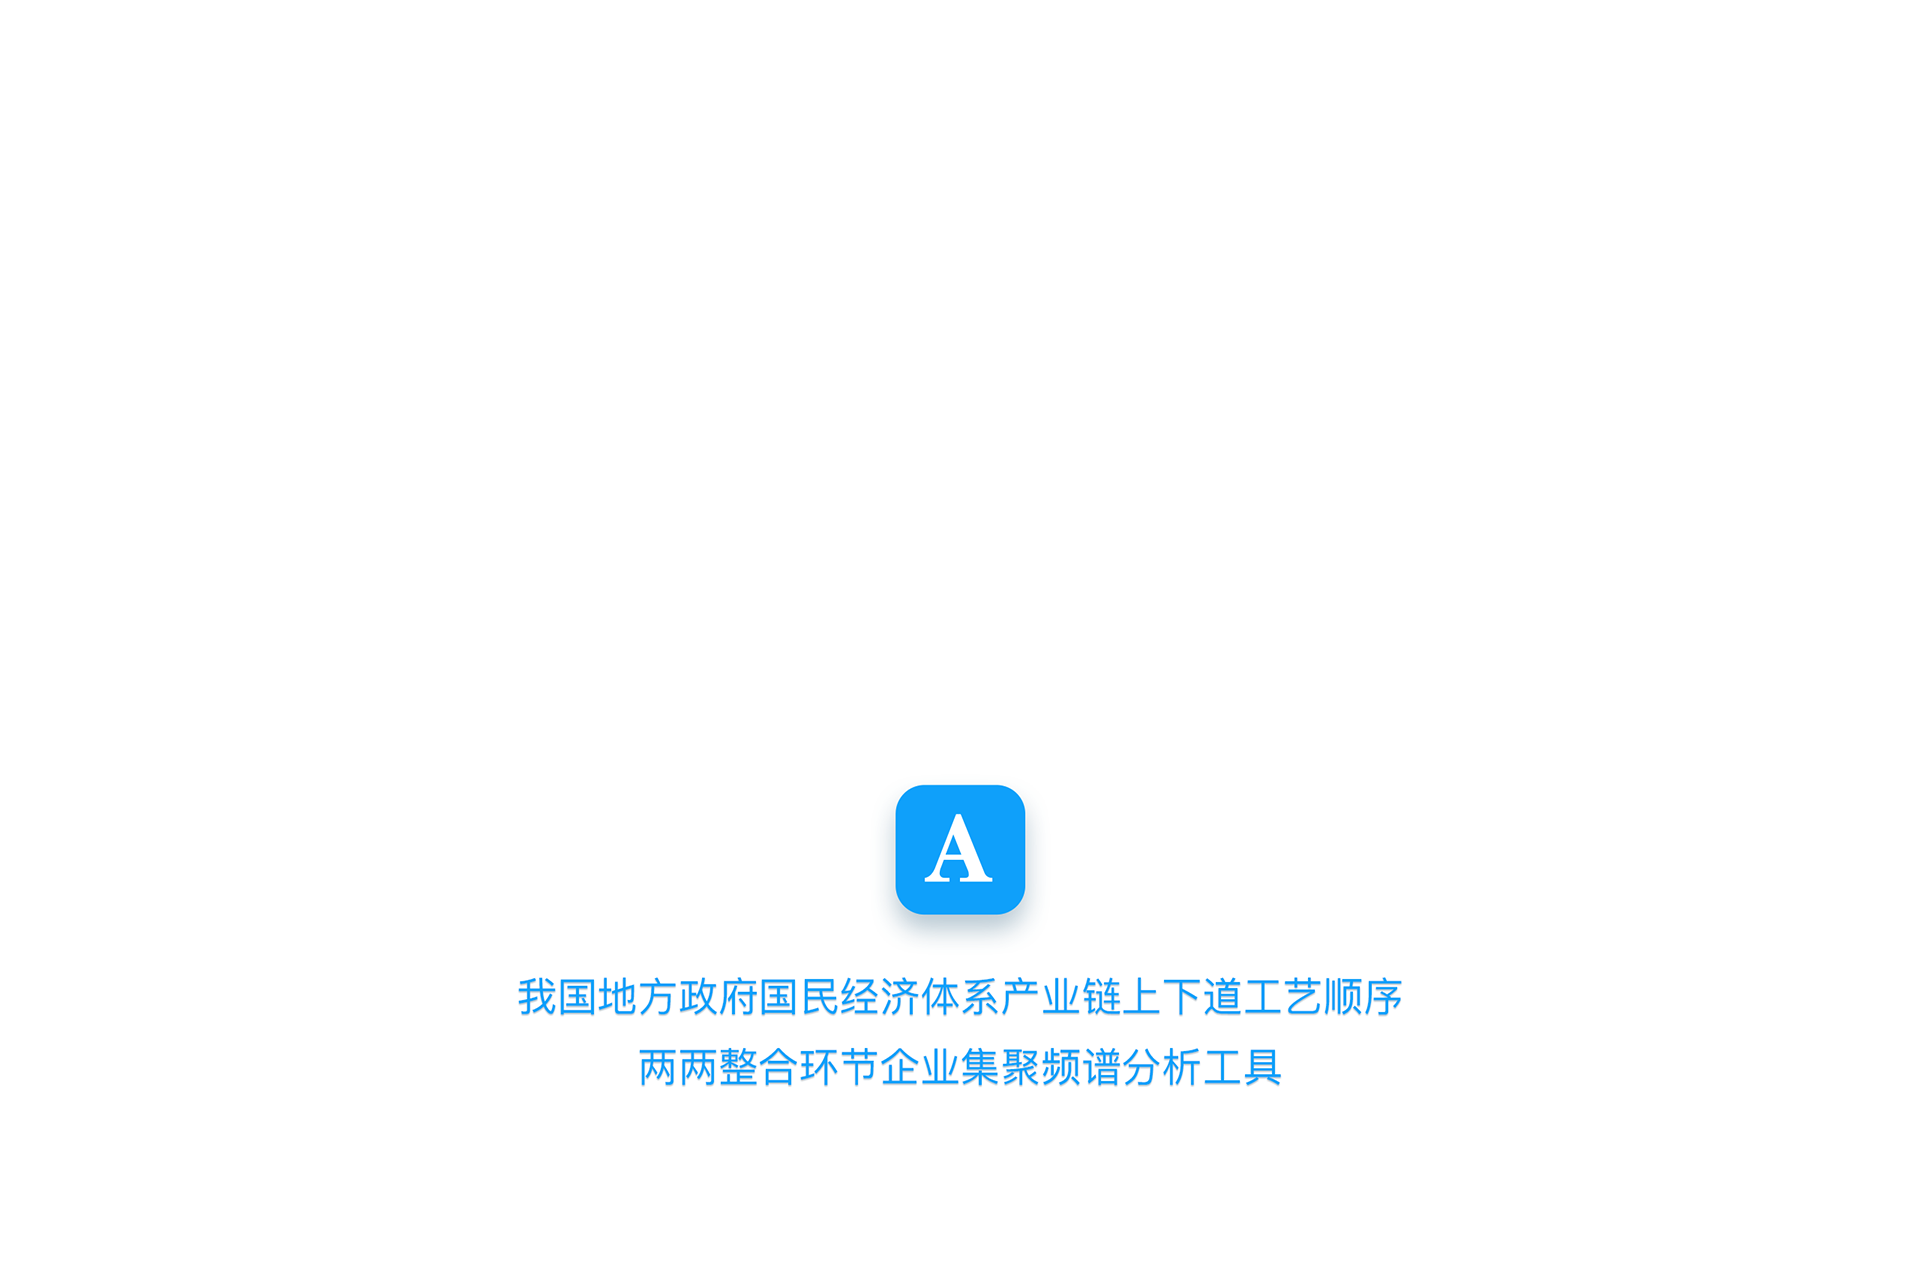 A
我国地方政府国民经济体系产业链上下道工艺顺序
两两整合环节企业集聚频谱分析工具